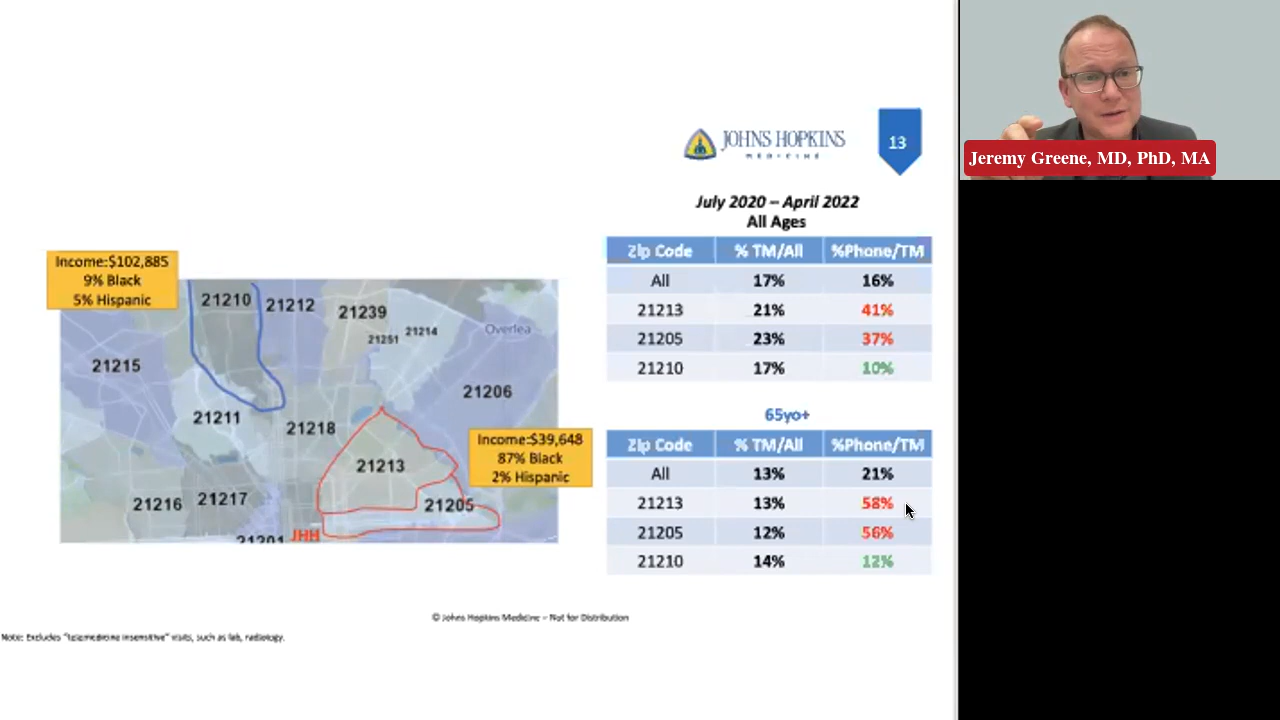 JOHNS HOPKINS
MEDICINE
13
Jeremy Greene, MD, PhD, MA
July 2020 – April 2022
All Ages
Zip Code % TM/All %Phone/TM
All 17% 16%
21213 21% 41%
21205 23% 37%
21210 17% 10%
65yo+
Zip Code % TM/All %Phone/TM
All 13% 21%
21213 13% 58%
21205 12% 56%
21210 14% 12%
Income:$102,885
9% Black
5% Hispanic
21210
21212
21239
21251
21214
Overlea
21215
21206
21211
21218
Income:$39,648
87% Black
2% Hispanic
21213
21216
21217
21205
21201
JHH
© Johns Hopkins Medicine – Not for Distribution
Note: Excludes "telemedicine insensitive" visits, such as lab, radiology.